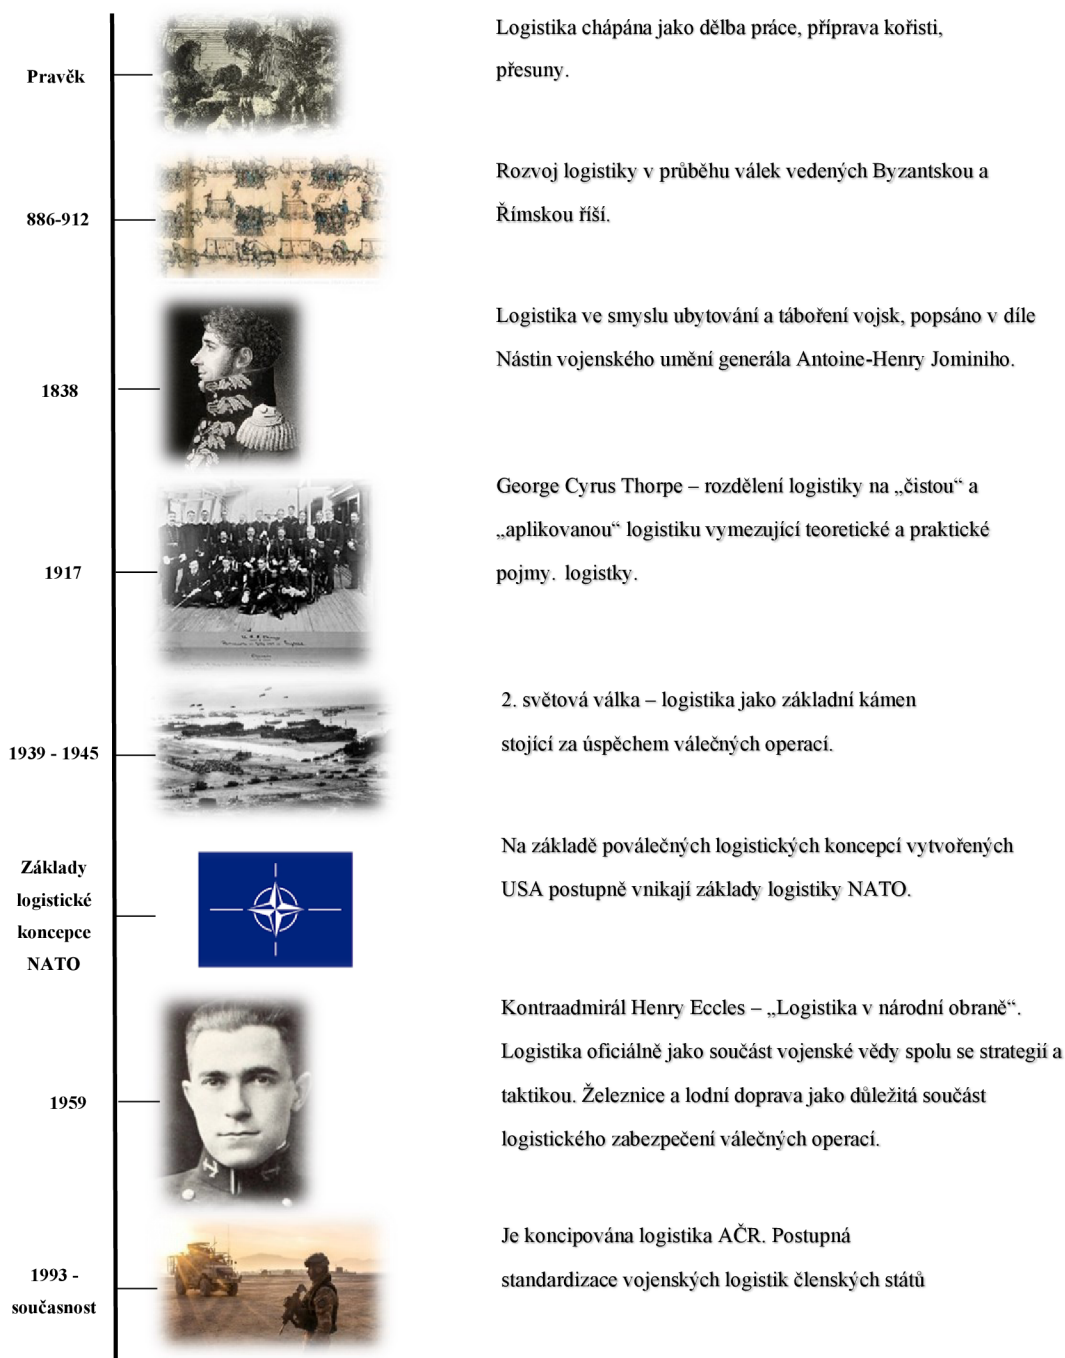 Pravěk
Logistika chápána jako dělba práce, příprava kořisti,
přesuny.
886-912
Rozvoj logistiky v průběhu válek vedených Byzantskou a
Římskou říší.
1838
Logistika ve smyslu ubytování a táboření vojsk, popsáno v díle
Nástin vojenského umění generála Antoine-Henry Jominiho.
1917
George Cyrus Thorpe – rozdělení logistiky na „čistou“ a
„aplikovanou“ logistiku vymezující teoretické a praktické
pojmy. logistky.
1939 - 1945
2. světová válka – logistika jako základní kámen
stojící za úspěchem válečných operací.
Základy
logistické
koncepce
NATO
Na základě poválečných logistických koncepcí vytvořených
USA postupně vnikají základy logistiky NATO.
1959
Kontraadmirál Henry Eccles – „Logistika v národní obraně“.
Logistika oficiálně jako součást vojenské vědy spolu se strategií a
taktikou. Železnice a lodní doprava jako důležitá součást
logistického zabezpečení válečných operací.
1993 -
současnost
Je koncipována logistika AČR. Postupná
standardizace vojenských logistik členských států